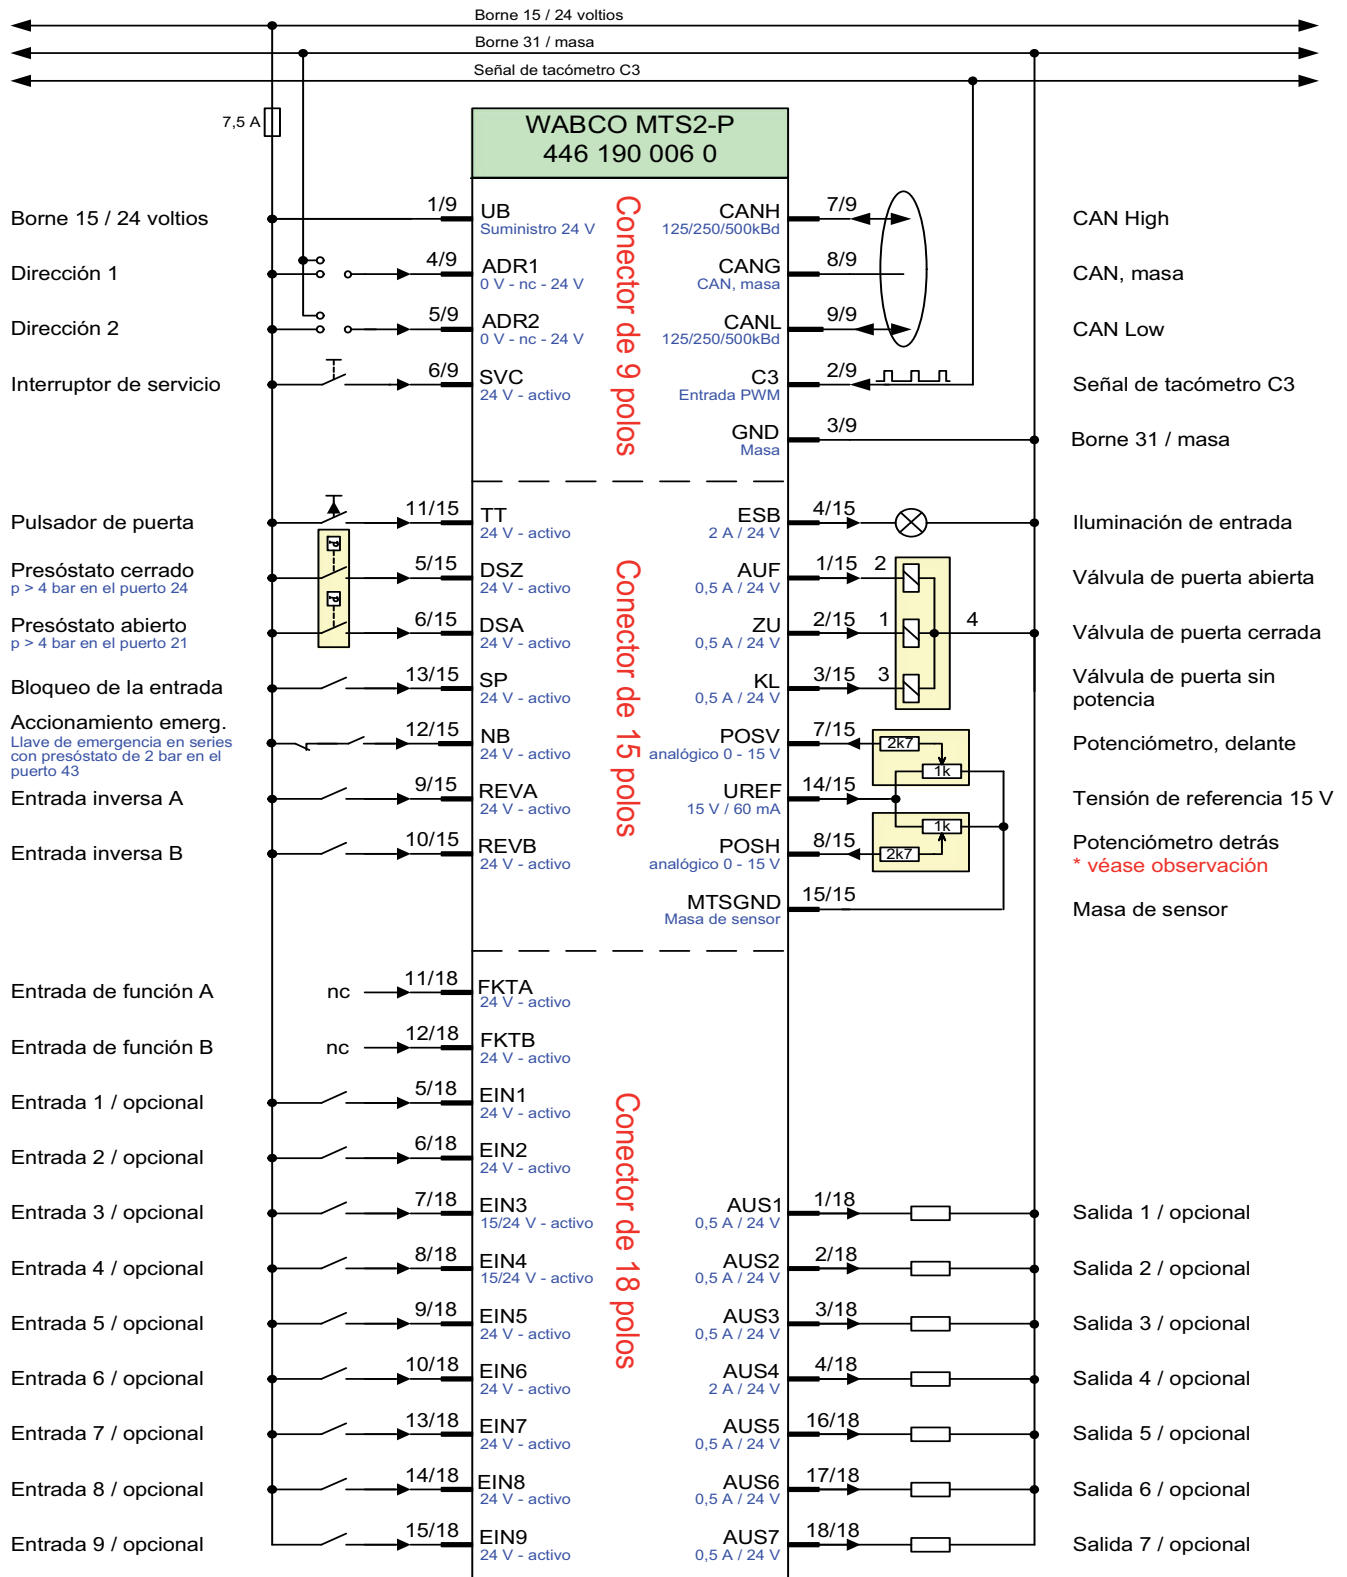 Borne 15 / 24 voltios
Borne 31 / masa
Señal de tacómetro C3
7,5 A
WABCO MTS2-P
446 190 006 0
Conector de 9 polos
Borne 15 / 24 voltios
1/9
UB
Suministro 24 V
CANH
125/250/500kBd
7/9
CAN High
Dirección 1
4/9
ADR1
0 V - nc - 24 V
CANG
CAN, masa
8/9
CAN, masa
Dirección 2
5/9
ADR2
0 V - nc - 24 V
CANL
125/250/500kBd
9/9
CAN Low
Interruptor de servicio
6/9
SVC
24 V - activo
C3
Entrada PWM
2/9
Señal de tacómetro C3
GND
Masa
3/9
Borne 31 / masa
Conector de 15 polos
Pulsador de puerta
11/15
TT
24 V - activo
ESB
2 A / 24 V
4/15
Iluminación de entrada
Presóstato cerrado
p > 4 bar en el puerto 24
P
5/15
DSZ
24 V - activo
AUF
0,5 A / 24 V
1/15
2
Válvula de puerta abierta
Presóstato abierto
p > 4 bar en el puerto 21
P
6/15
DSA
24 V - activo
ZU
0,5 A / 24 V
2/15
1
4
Válvula de puerta cerrada
Bloqueo de la entrada
13/15
SP
24 V - activo
KL
0,5 A / 24 V
3/15
3
Válvula de puerta sin
potencia
Accionamiento emerg.
Llave de emergencia en series
con presóstato de 2 bar en el
puerto 43
12/15
NB
24 V - activo
POSV
analógico 0 - 15 V
7/15
2k7
1k
Potenciómetro, delante
Entrada inversa A
9/15
REVA
24 V - activo
UREF
15 V / 60 mA
14/15
Tensión de referencia 15 V
Entrada inversa B
10/15
REVB
24 V - activo
POSH
analógico 0 - 15 V
8/15
1k
2k7
Potenciómetro detrás
* véase observación
MTSGND
Masa de sensor
15/15
Masa de sensor
Conector de 18 polos
Entrada de función A
nc
11/18
FKTA
24 V - activo
Entrada de función B
nc
12/18
FKTB
24 V - activo
Entrada 1 / opcional
5/18
EIN1
24 V - activo
Entrada 2 / opcional
6/18
EIN2
24 V - activo
Entrada 3 / opcional
7/18
EIN3
15/24 V - activo
AUS1
0,5 A / 24 V
1/18
Salida 1 / opcional
Entrada 4 / opcional
8/18
EIN4
15/24 V - activo
AUS2
0,5 A / 24 V
2/18
Salida 2 / opcional
Entrada 5 / opcional
9/18
EIN5
24 V - activo
AUS3
0,5 A / 24 V
3/18
Salida 3 / opcional
Entrada 6 / opcional
10/18
EIN6
24 V - activo
AUS4
2 A / 24 V
4/18
Salida 4 / opcional
Entrada 7 / opcional
13/18
EIN7
24 V - activo
AUS5
0,5 A / 24 V
16/18
Salida 5 / opcional
Entrada 8 / opcional
14/18
EIN8
24 V - activo
AUS6
0,5 A / 24 V
17/18
Salida 6 / opcional
Entrada 9 / opcional
15/18
EIN9
24 V - activo
AUS7
0,5 A / 24 V
18/18
Salida 7 / opcional